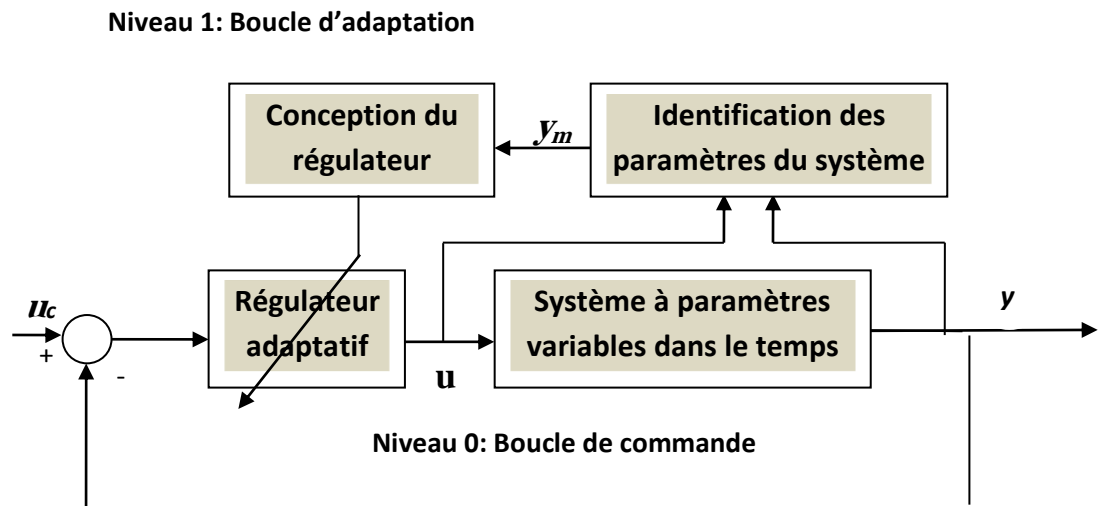 Niveau 1: Boucle d’adaptation
Conception du
régulateur
y_m
Identification des
paramètres du système
u_c
+
-
Régulateur
adaptatif
u
Système à paramètres
variables dans le temps
y
Niveau 0: Boucle de commande